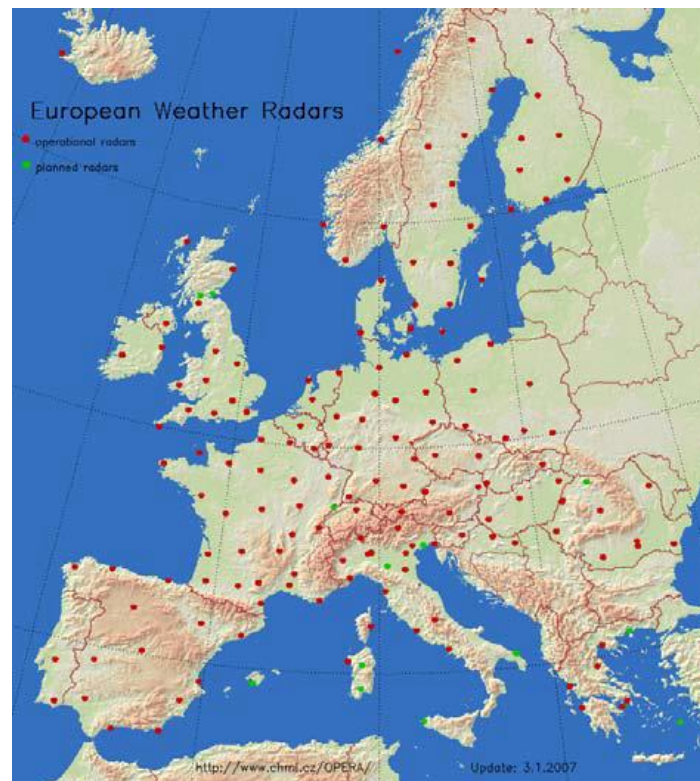 European Weather Radars
operational radars
planned radars
http://www.chmi.cz/OPERA/
Update: 3.1.2007